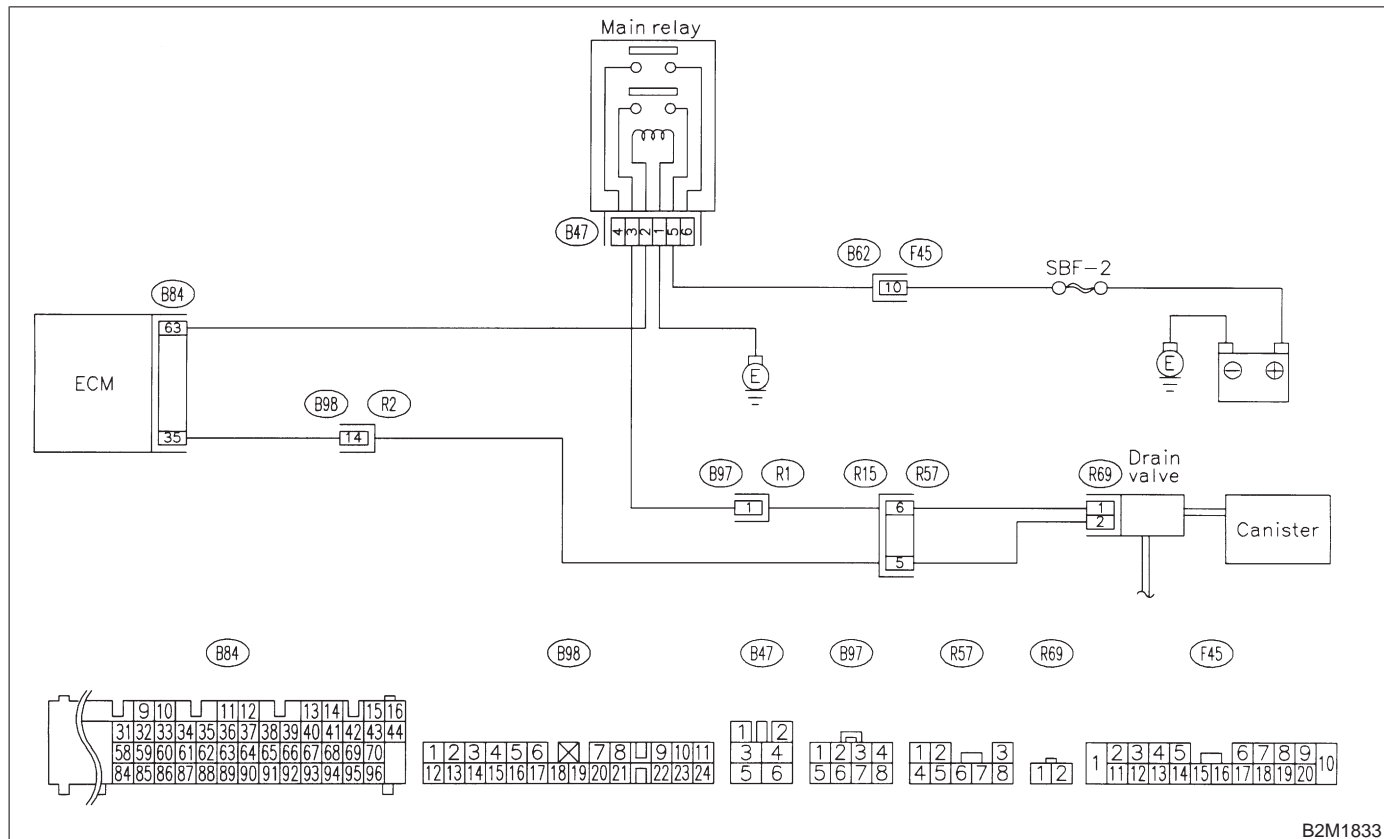 Main relay
B47
4 3 2 1 5 6
B62 F45
10
SBF-2
B84
63
ECM
35
E
E
B98 R2
14
B97 R1
1
R15 R57
6
5
R69
1
2
Drain
valve
Canister
B84 B98 B47 B97 R57 R69 F45
9 10 11 12 13 14 15 16
31 32 33 34 35 36 37 38 39 40 41 42 43 44
58 59 60 61 62 63 64 65 66 67 68 69 70
84 85 86 87 88 89 90 91 92 93 94 95 96
1 2 3 4 5 6 7 8 9 10 11
12 13 14 15 16 17 18 19 20 21 22 23 24
1 2
3 4
5 6
1 2 3 4
5 6 7 8
1 2 3
4 5 6 7 8
1 2
1 2 3 4 5 6 7 8 9 10
11 12 13 14 15 16 17 18 19 20
B2M1833